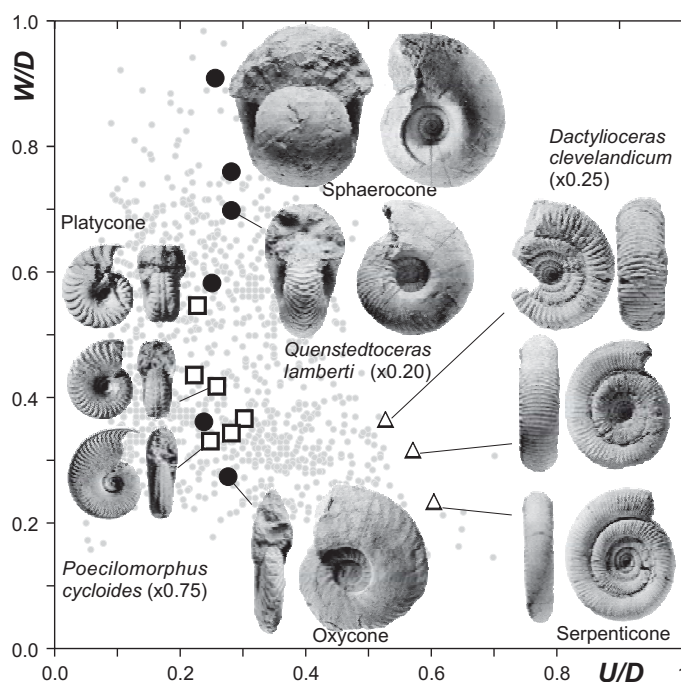 1.0
W/D
Dactylioceras
clevelandicum
(x0.25)
0.8
Sphaerocone
Platycone
0.6
Quenstedtoceras
lamberti (x0.20)
0.4
0.2
Poecilomorphus
cycloides (x0.75)
Oxycone
Serpenticone
0.0
0.0
0.2
0.4
0.6
0.8
U/D